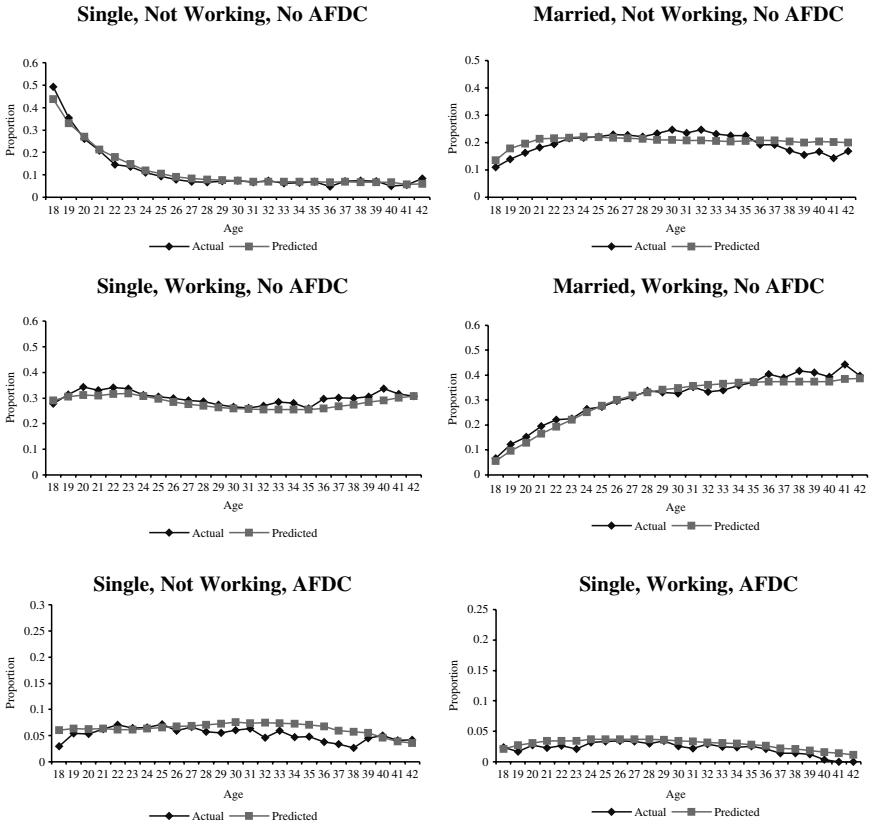 Single, Not Working, No AFDC
0.6
0.5
0.4
0.3
0.2
0.1
0
Proportion
18 19 20 21 22 23 24 25 26 27 28 29 30 31 32 33 34 35 36 37 38 39 40 41 42
Age
Actual Predicted
Married, Not Working, No AFDC
0.5
0.4
0.3
0.2
0.1
0
Proportion
18 19 20 21 22 23 24 25 26 27 28 29 30 31 32 33 34 35 36 37 38 39 40 41 42
Age
Actual Predicted
Single, Working, No AFDC
0.6
0.5
0.4
0.3
0.2
0.1
0
Proportion
18 19 20 21 22 23 24 25 26 27 28 29 30 31 32 33 34 35 36 37 38 39 40 41 42
Age
Actual Predicted
Married, Working, No AFDC
0.6
0.5
0.4
0.3
0.2
0.1
0
Proportion
18 19 20 21 22 23 24 25 26 27 28 29 30 31 32 33 34 35 36 37 38 39 40 41 42
Age
Actual Predicted
Single, Not Working, AFDC
0.3
0.25
0.2
0.15
0.1
0.05
0
Proportion
18 19 20 21 22 23 24 25 26 27 28 29 30 31 32 33 34 35 36 37 38 39 40 41 42
Age
Actual Predicted
Single, Working, AFDC
0.25
0.2
0.15
0.1
0.05
0
Proportion
18 19 20 21 22 23 24 25 26 27 28 29 30 31 32 33 34 35 36 37 38 39 40 41 42
Age
Actual Predicted